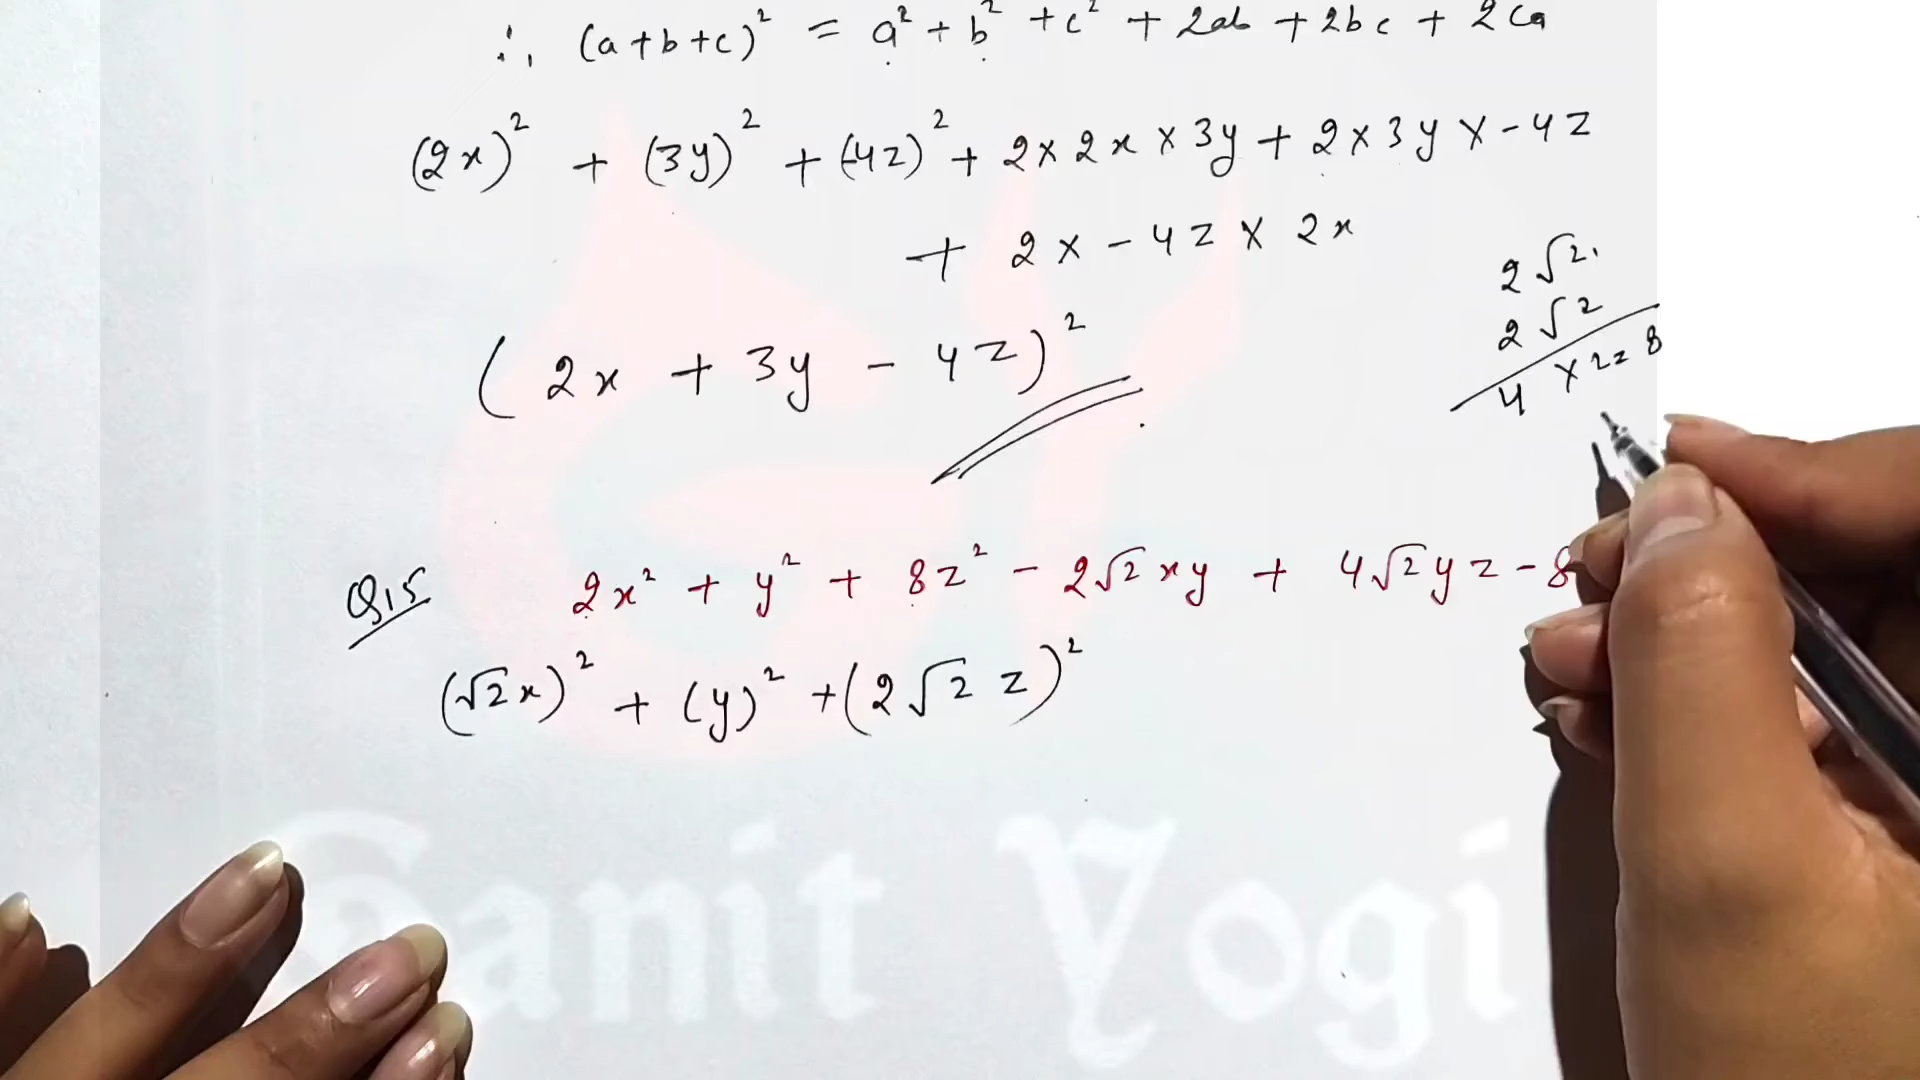 ∴ (a+b+c)² = a² + b² + c² + 2ab + 2bc + 2ca
(2x)² + (3y)² + (-4z)² + 2×2x×3y + 2×3y×-4z
+ 2×-4z×2x
(2x + 3y - 4z)²
2√2
2√2
4×2=8
Q15 2x² + y² + 8z² - 2√2xy + 4√2yz - 8
(√2x)² + (y)² + (2√2 z)²
Ganit Yogi